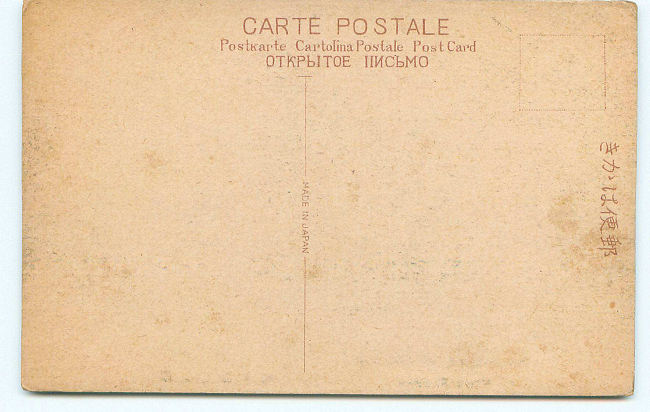 CARTE POSTALE
Postkarte Cartolina Postale Post Card
ОТКРЫТОЕ ПИСЬМО
MADE IN JAPAN
きかは便郵